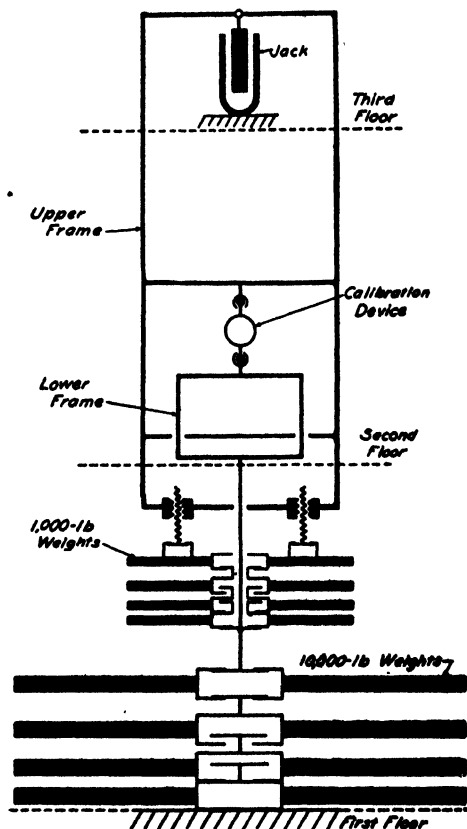 Jack
Third
Floor
Upper
Frame
Calibration
Device
Lower
Frame
Second
Floor
1,000-lb
Weights
10,000-lb Weights
First Floor